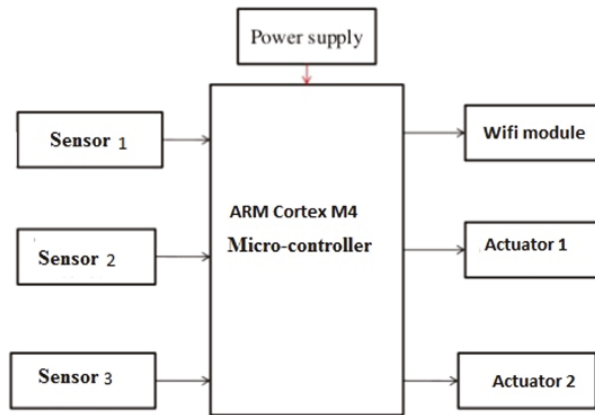 Power supply
Sensor 1
Sensor 2
Sensor 3
ARM Cortex M4
Micro-controller
Wifi module
Actuator 1
Actuator 2